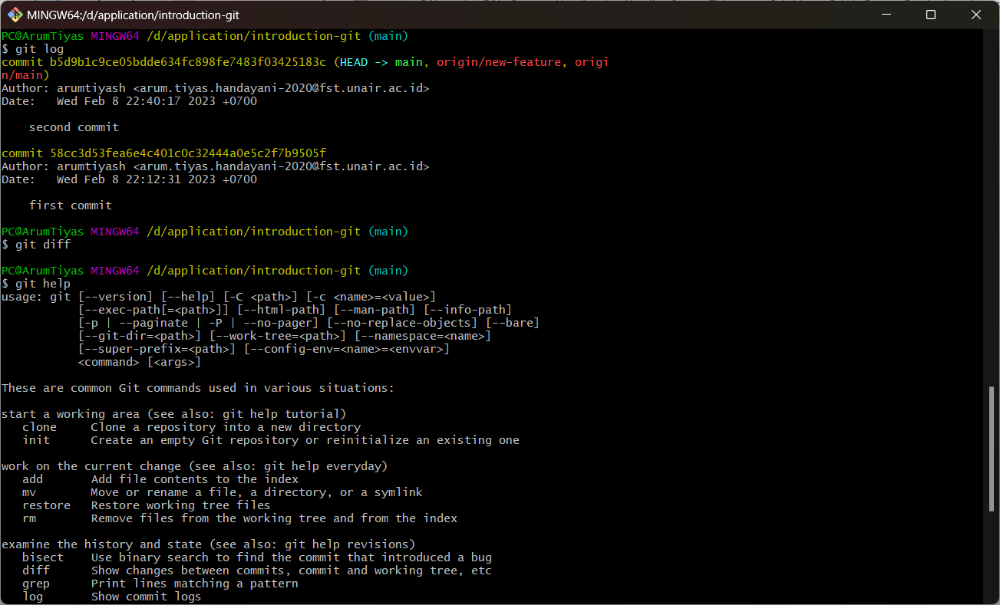 MINGW64:/d/application/introduction-git
PC@ArumTiyas MINGW64 /d/application/introduction-git (main)
$ git log
commit b5d9b1c9ce05bdde634fc898fe7483f03425183c (HEAD -> main, origin/new-feature, origi
n/main)
Author: arumtiyash <arum.tiyas.handayani-2020@fst.unair.ac.id>
Date:   Wed Feb 8 22:40:17 2023 +0700

    second commit

commit 58cc3d53fea6e4c401c0c32444a0e5c2f7b9505f
Author: arumtiyash <arum.tiyas.handayani-2020@fst.unair.ac.id>
Date:   Wed Feb 8 22:12:31 2023 +0700

    first commit

PC@ArumTiyas MINGW64 /d/application/introduction-git (main)
$ git diff

PC@ArumTiyas MINGW64 /d/application/introduction-git (main)
$ git help
usage: git [--version] [--help] [-C <path>] [-c <name>=<value>]
           [--exec-path[=<path>]] [--html-path] [--man-path] [--info-path]
           [-p | --paginate | -P | --no-pager] [--no-replace-objects] [--bare]
           [--git-dir=<path>] [--work-tree=<path>] [--namespace=<name>]
           [--super-prefix=<path>] [--config-env=<name>=<envvar>]
           <command> [<args>]

These are common Git commands used in various situations:

start a working area (see also: git help tutorial)
   clone     Clone a repository into a new directory
   init      Create an empty Git repository or reinitialize an existing one

work on the current change (see also: git help everyday)
   add       Add file contents to the index
   mv        Move or rename a file, a directory, or a symlink
   restore   Restore working tree files
   rm        Remove files from the working tree and from the index

examine the history and state (see also: git help revisions)
   bisect    Use binary search to find the commit that introduced a bug
   diff      Show changes between commits, commit and working tree, etc
   grep      Print lines matching a pattern
   log       Show commit logs